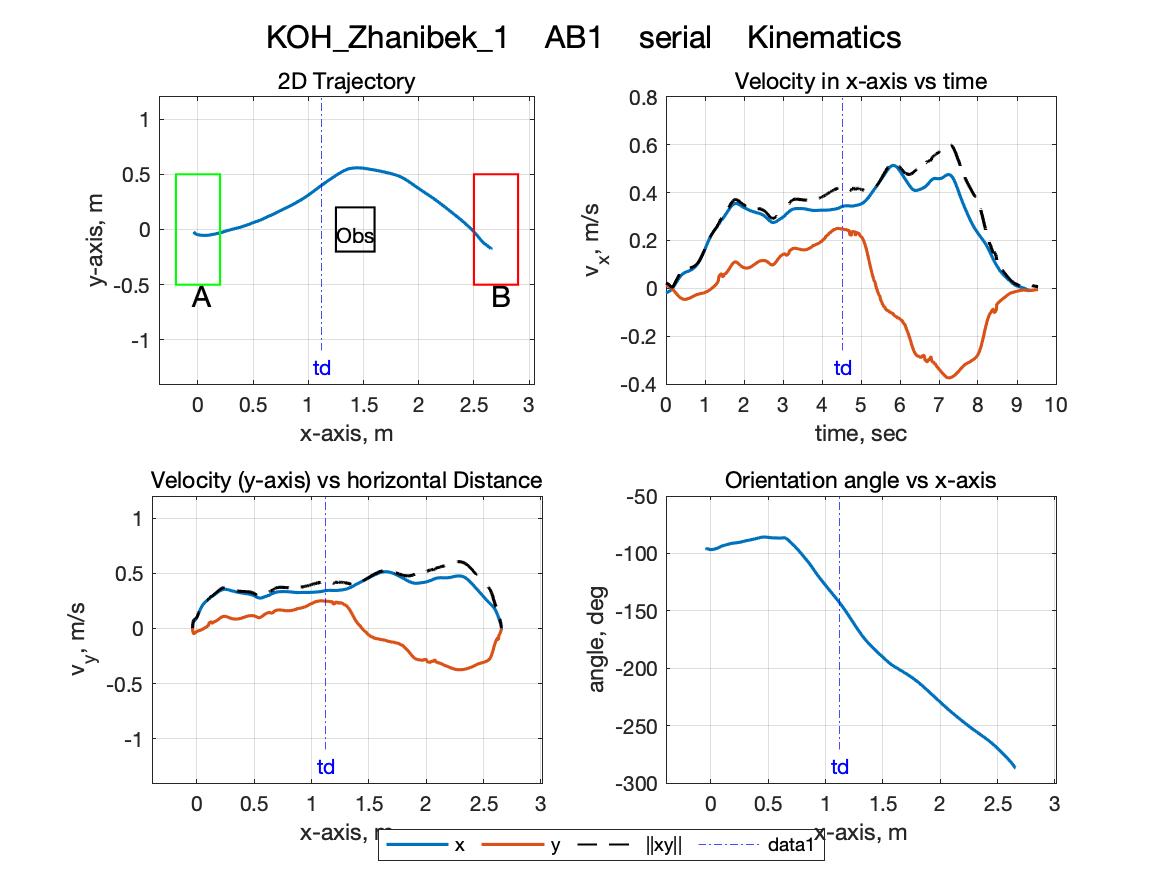 KOH_Zhanibek_1 AB1 serial Kinematics
2D Trajectory
1
0.5
0
-0.5
-1
y-axis, m
A
Obs
B
td
0 0.5 1 1.5 2 2.5 3
x-axis, m
Velocity in x-axis vs time
0.8
0.6
0.4
0.2
0
-0.2
-0.4
vx, m/s
td
0 1 2 3 4 5 6 7 8 9 10
time, sec
Velocity (y-axis) vs horizontal Distance
1
0.5
0
-0.5
-1
vy, m/s
td
0 0.5 1 1.5 2 2.5 3
x-axis, m
Orientation angle vs x-axis
-50
-100
-150
-200
-250
-300
angle, deg
td
0 0.5 1 1.5 2 2.5 3
x-axis, m
x y ||xy|| data1